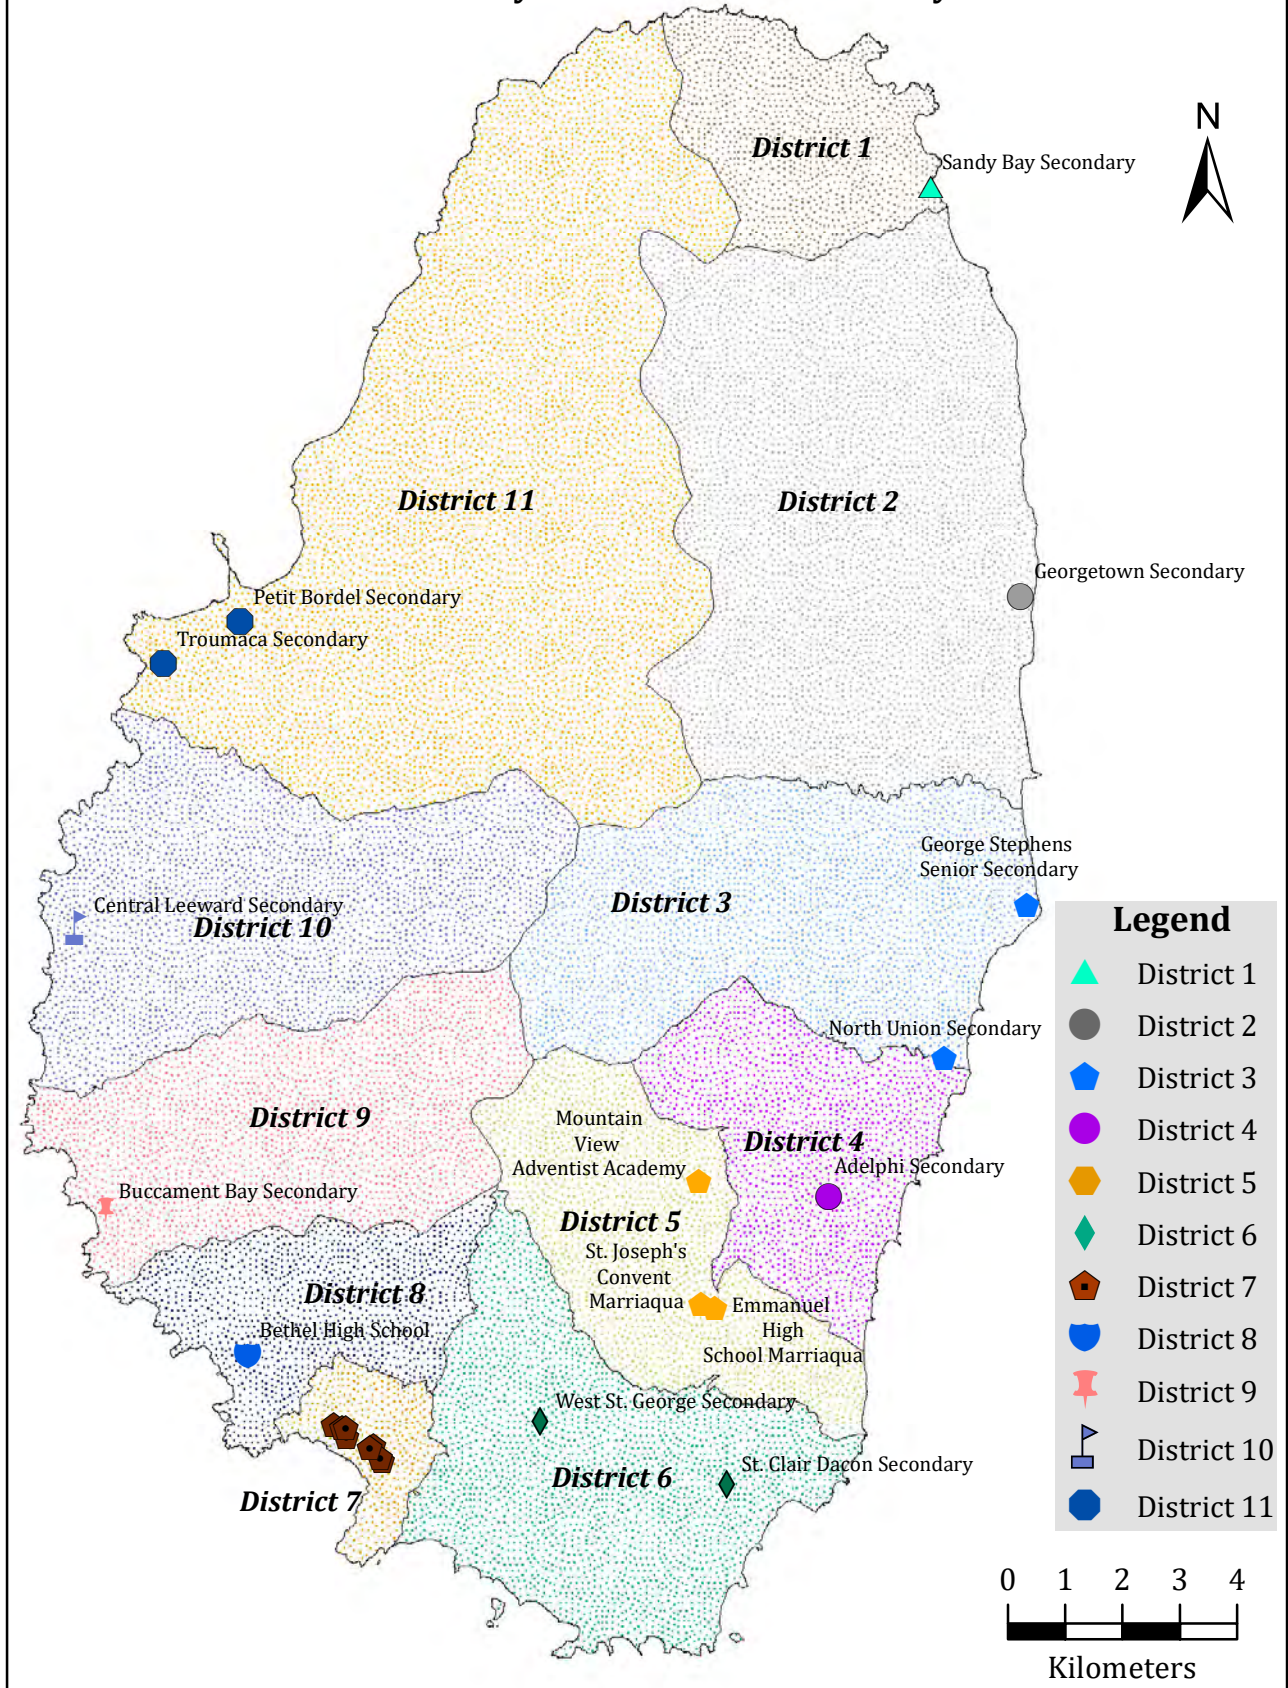 N
District 1
Sandy Bay Secondary
District 11
District 2
Georgetown Secondary
Petit Bordel Secondary
Troumaca Secondary
George Stephens
Senior Secondary
Central Leeward Secondary
District 10
District 3
North Union Secondary
District 9
Mountain
View
Adventist Academy
District 4
Adelphi Secondary
Buccament Bay Secondary
District 5
St. Joseph's
Convent
Marriaqua
Emmanuel
High
School Marriaqua
District 8
Bethel High School
West St. George Secondary
St. Clair Dacon Secondary
District 6
District 7
Legend
District 1
District 2
District 3
District 4
District 5
District 6
District 7
District 8
District 9
District 10
District 11
0 1 2 3 4
Kilometers